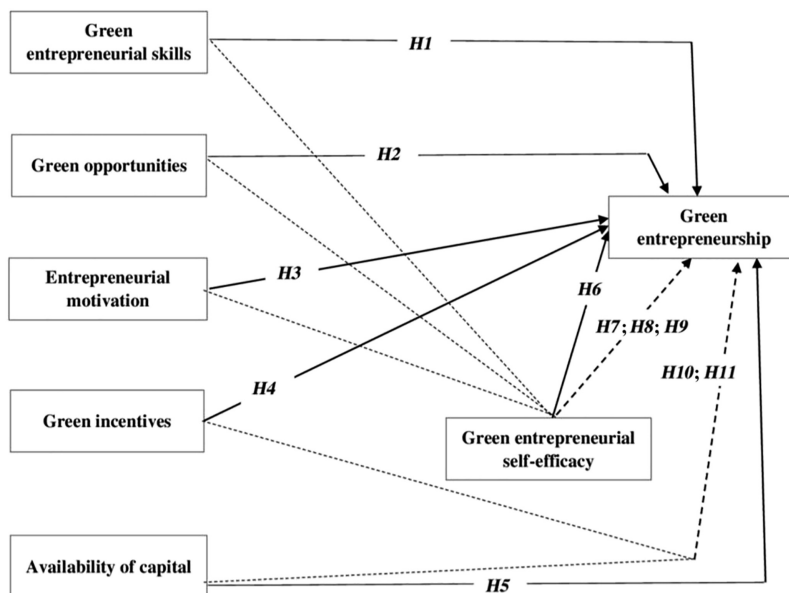 Green
entrepreneurial skills
H1
Green opportunities
H2
Green
entrepreneurship
Entrepreneurial
motivation
H3
H6
H7; H8; H9
H10; H11
Green incentives
H4
Green entrepreneurial
self-efficacy
Availability of capital
H5